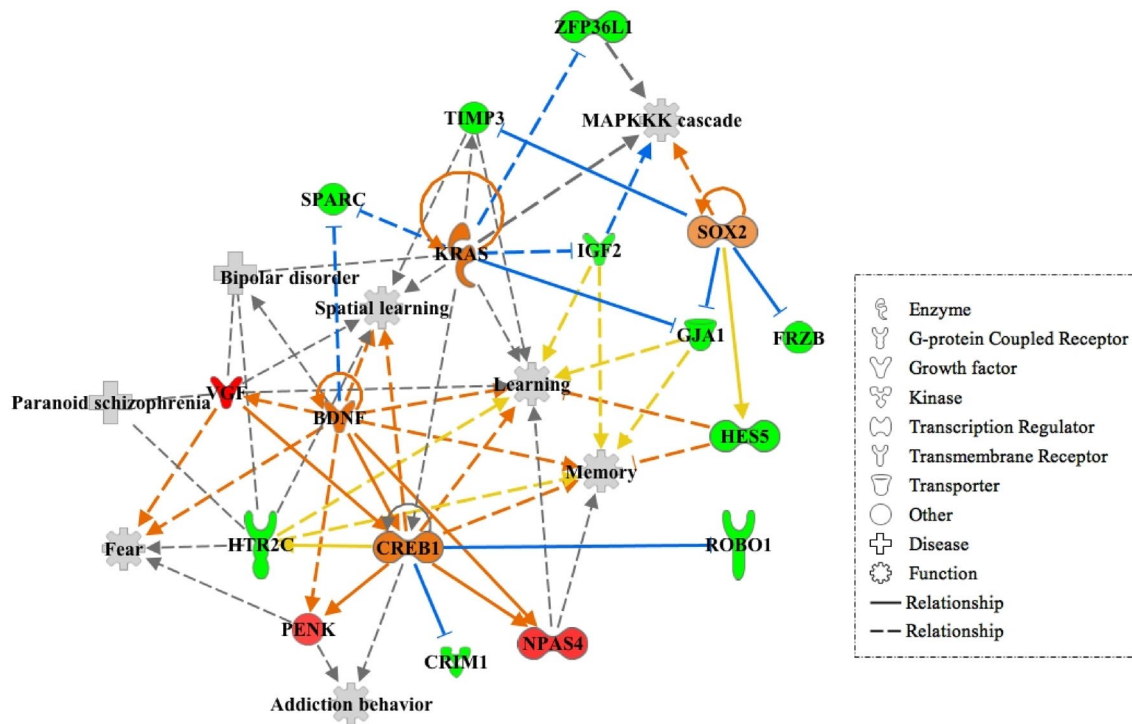 ZFP36L1
TIMP3
MAPKKK cascade
SPARC
SOX2
KRAS
IGF2
Bipolar disorder
Spatial learning
GJA1
FRZB
Learning
VGF
Paranoid schizophrenia
BDNF
HES5
Memory
Fear
HTR2C
CREB1
ROBO1
PENK
NPAS4
CRIM1
Addiction behavior
Enzyme
G-protein Coupled Receptor
Growth factor
Kinase
Transcription Regulator
Transmembrane Receptor
Transporter
Other
Disease
Function
Relationship
Relationship